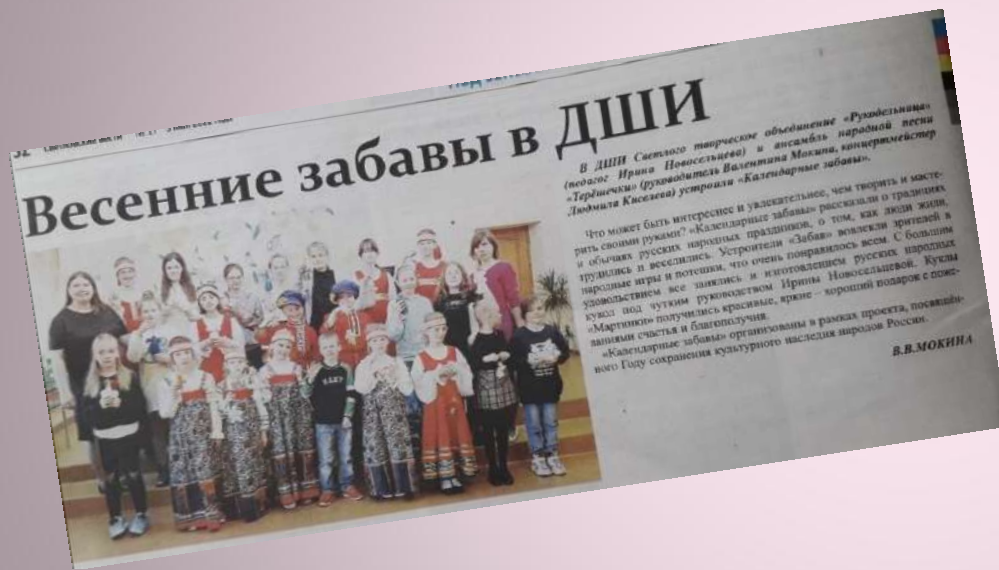 32
Весенние забавы в ДШИ
В ДШИ Светлого творческое объединение «Рукодельница»
(педагог Ирина Новосельцева) и ансамбль народной песни
«Терёшечки» (руководитель Валентина Мокина, концертмейстер
Людмила Киселева) устроили «Календарные забавы».
Что может быть интереснее и увлекательнее, чем творить и масте-
рить своими руками? «Календарные забавы» рассказали о традициях
и обычаях русских народных праздников, о том, как люди жили,
трудились и веселились. Устроители «Забав» вовлекли зрителей в
народные игры и потешки, что очень понравилось всем. С большим
удовольствием все занялись и изготовлением русских народных
кукол под чутким руководством Ирины Новосельцевой. Куклы
«Мартинки» получились красивые, яркие – хороший подарок с поже-
ланиями счастья и благополучия.
«Календарные забавы» организованы в рамках проекта, посвящён-
ного Году сохранения культурного наследия народов России.
В.В.МОКИНА